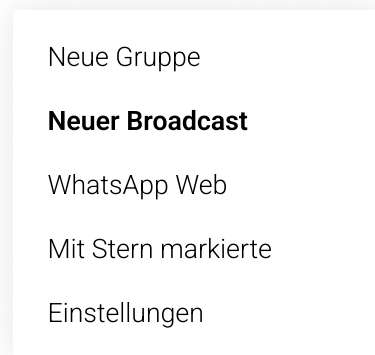 Neue Gruppe
Neuer Broadcast
WhatsApp Web
Mit Stern markierte
Einstellungen